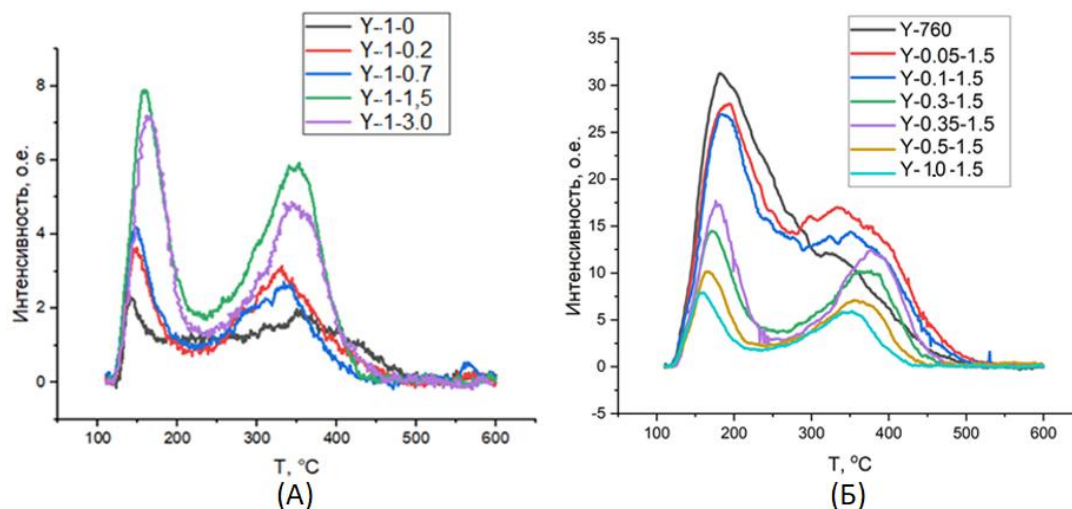 Y-1-0
Y-1-0.2
Y-1-0.7
Y-1-1,5
Y-1-3.0
8
6
4
2
0
Интенсивность, о.е.
100 200 300 400 500 600
T, °C
(А)
Y-760
Y-0.05-1.5
Y-0.1-1.5
Y-0.3-1.5
Y-0.35-1.5
Y-0.5-1.5
Y-1.0-1.5
35
30
25
20
15
10
5
0
-5
Интенсивность, о.е.
100 200 300 400 500 600
T, °C
(Б)